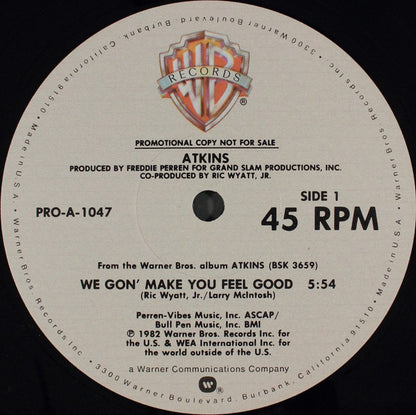 WB
RECORDS
®
PROMOTIONAL COPY NOT FOR SALE
ATKINS
PRODUCED BY FREDDIE PERREN FOR GRAND SLAM PRODUCTIONS, INC.
CO-PRODUCED BY RIC WYATT, JR.
PRO-A-1047
SIDE 1
45 RPM
From the Warner Bros. album ATKINS (BSK 3659)
WE GON' MAKE YOU FEEL GOOD 5:54
(Ric Wyatt, Jr./Larry McIntosh)
Perren-Vibes Music, Inc. ASCAP/
Bull Pen Music, Inc. BMI
℗ 1982 Warner Bros. Records Inc. for
the U.S. & WEA International Inc. for
the world outside of the U.S.
a Warner Communications Company
Warner Bros Records Inc. • 3300 Warner Boulevard, Burbank, California 91510 • Made in U.S.A. • Warner Bros Records Inc. • 3300 Warner Boulevard, Burbank, California 91510 • Made in U.S.A. •